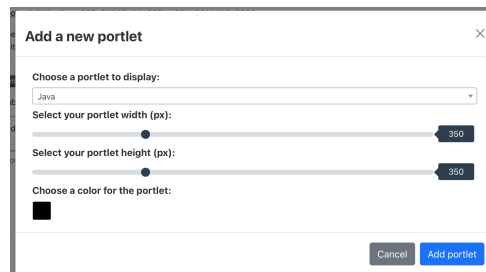 Add a new portlet
Choose a portlet to display:
Java
Select your portlet width (px):
350
Select your portlet height (px):
350
Choose a color for the portlet:
Cancel
Add portlet